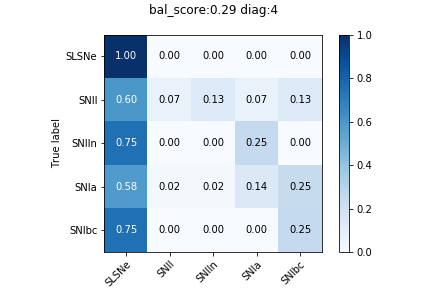 bal_score:0.29 diag:4
SLSNe 1.00 0.00 0.00 0.00 0.00
SNII 0.60 0.07 0.13 0.07 0.13
SNIIn 0.75 0.00 0.00 0.25 0.00
SNIa 0.58 0.02 0.02 0.14 0.25
SNIbc 0.75 0.00 0.00 0.00 0.25
True label
SLSNe SNII SNIIn SNIa SNIbc
1.0
0.8
0.6
0.4
0.2
0.0